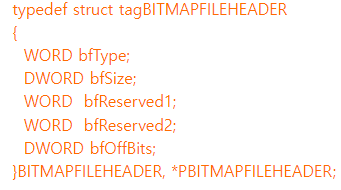 typedef struct tagBITMAPFILEHEADER
{
WORD bfType;
DWORD bfSize;
WORD bfReserved1;
WORD bfReserved2;
DWORD bfOffBits;
}BITMAPFILEHEADER, *PBITMAPFILEHEADER;